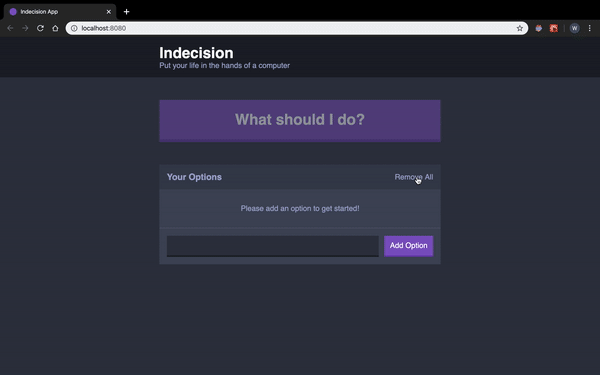 Indecision App
localhost:8080
W
Indecision
Put your life in the hands of a computer
What should I do?
Your Options
Remove All
Please add an option to get started!
Add Option